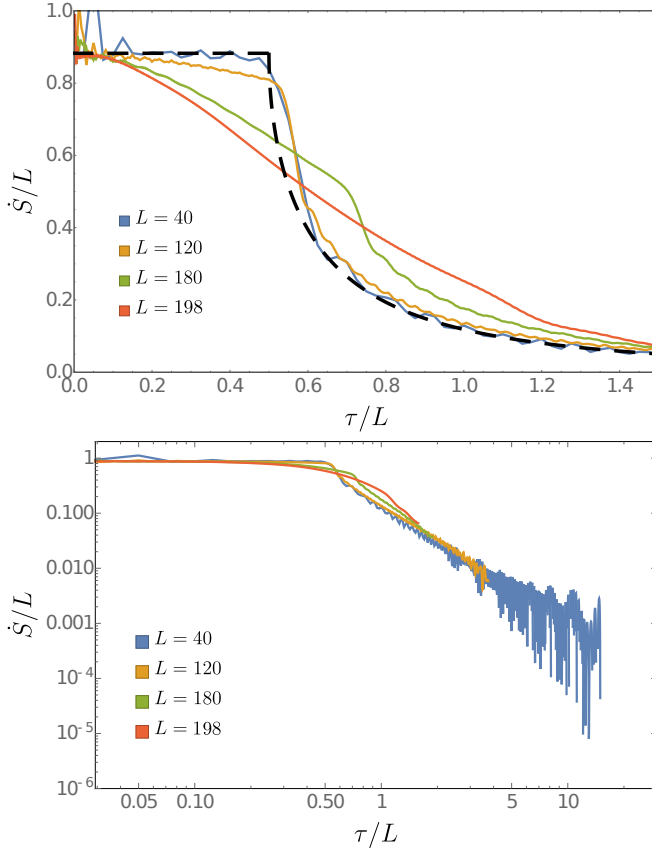 1.0
0.8
0.6
0.4
0.2
0.0
Ṡ/L
L = 40
L = 120
L = 180
L = 198
0.0 0.2 0.4 0.6 0.8 1.0 1.2 1.4
τ/L
1
0.100
0.010
0.001
10⁻⁴
10⁻⁵
10⁻⁶
Ṡ/L
L = 40
L = 120
L = 180
L = 198
0.05 0.10 0.50 1 5 10
τ/L